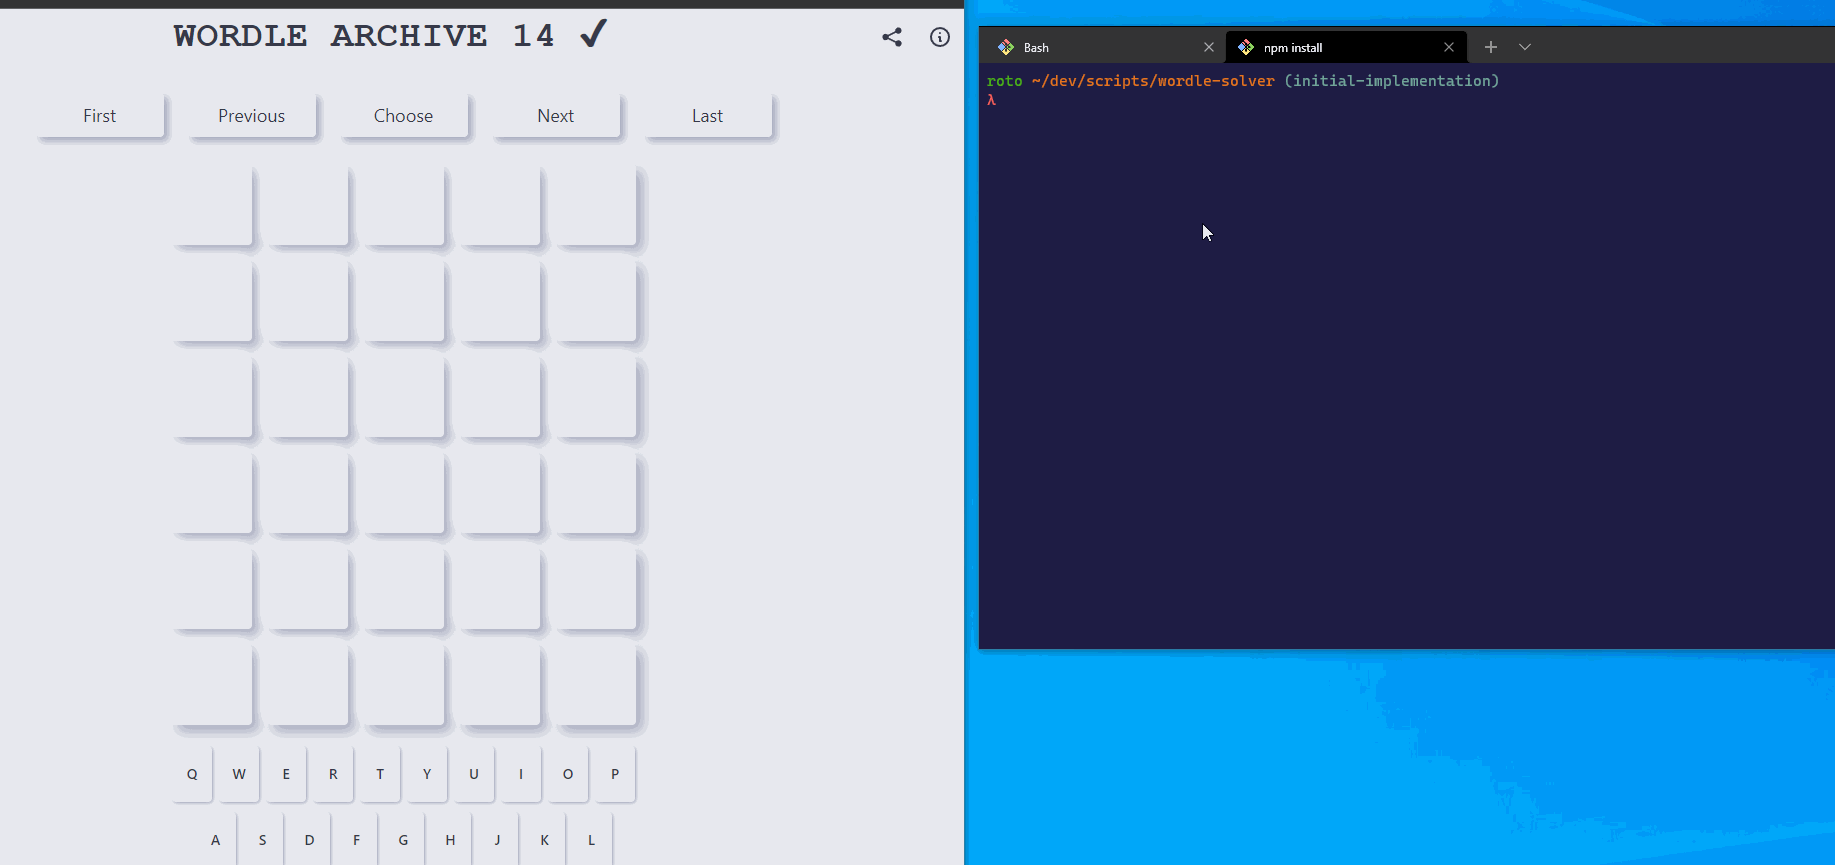 WORDLE ARCHIVE 14 ✔
First Previous Choose Next Last
Q W E R T Y U I O P
A S D F G H J K L
Bash npm install
roto ~/dev/scripts/wordle-solver (initial-implementation)
λ